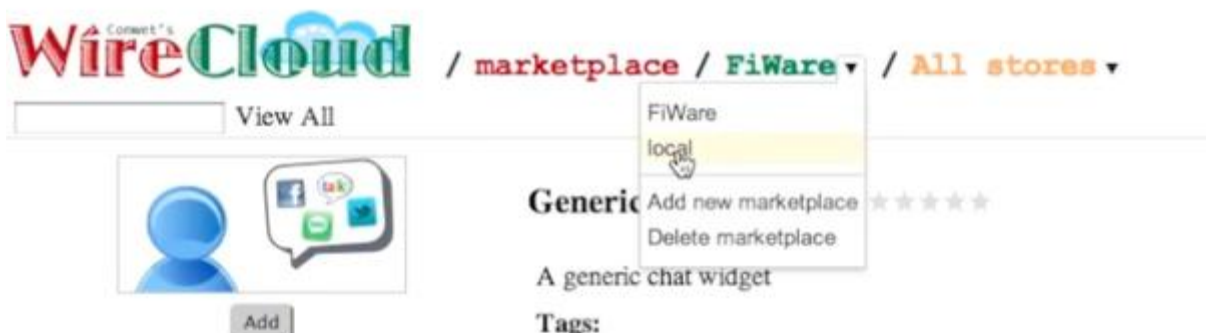 Conwet's
WireCloud / marketplace / FiWare ▾ / All stores ▾
View All
FiWare
local
Generic
Add new marketplace
Delete marketplace
A generic chat widget
Add
Tags: